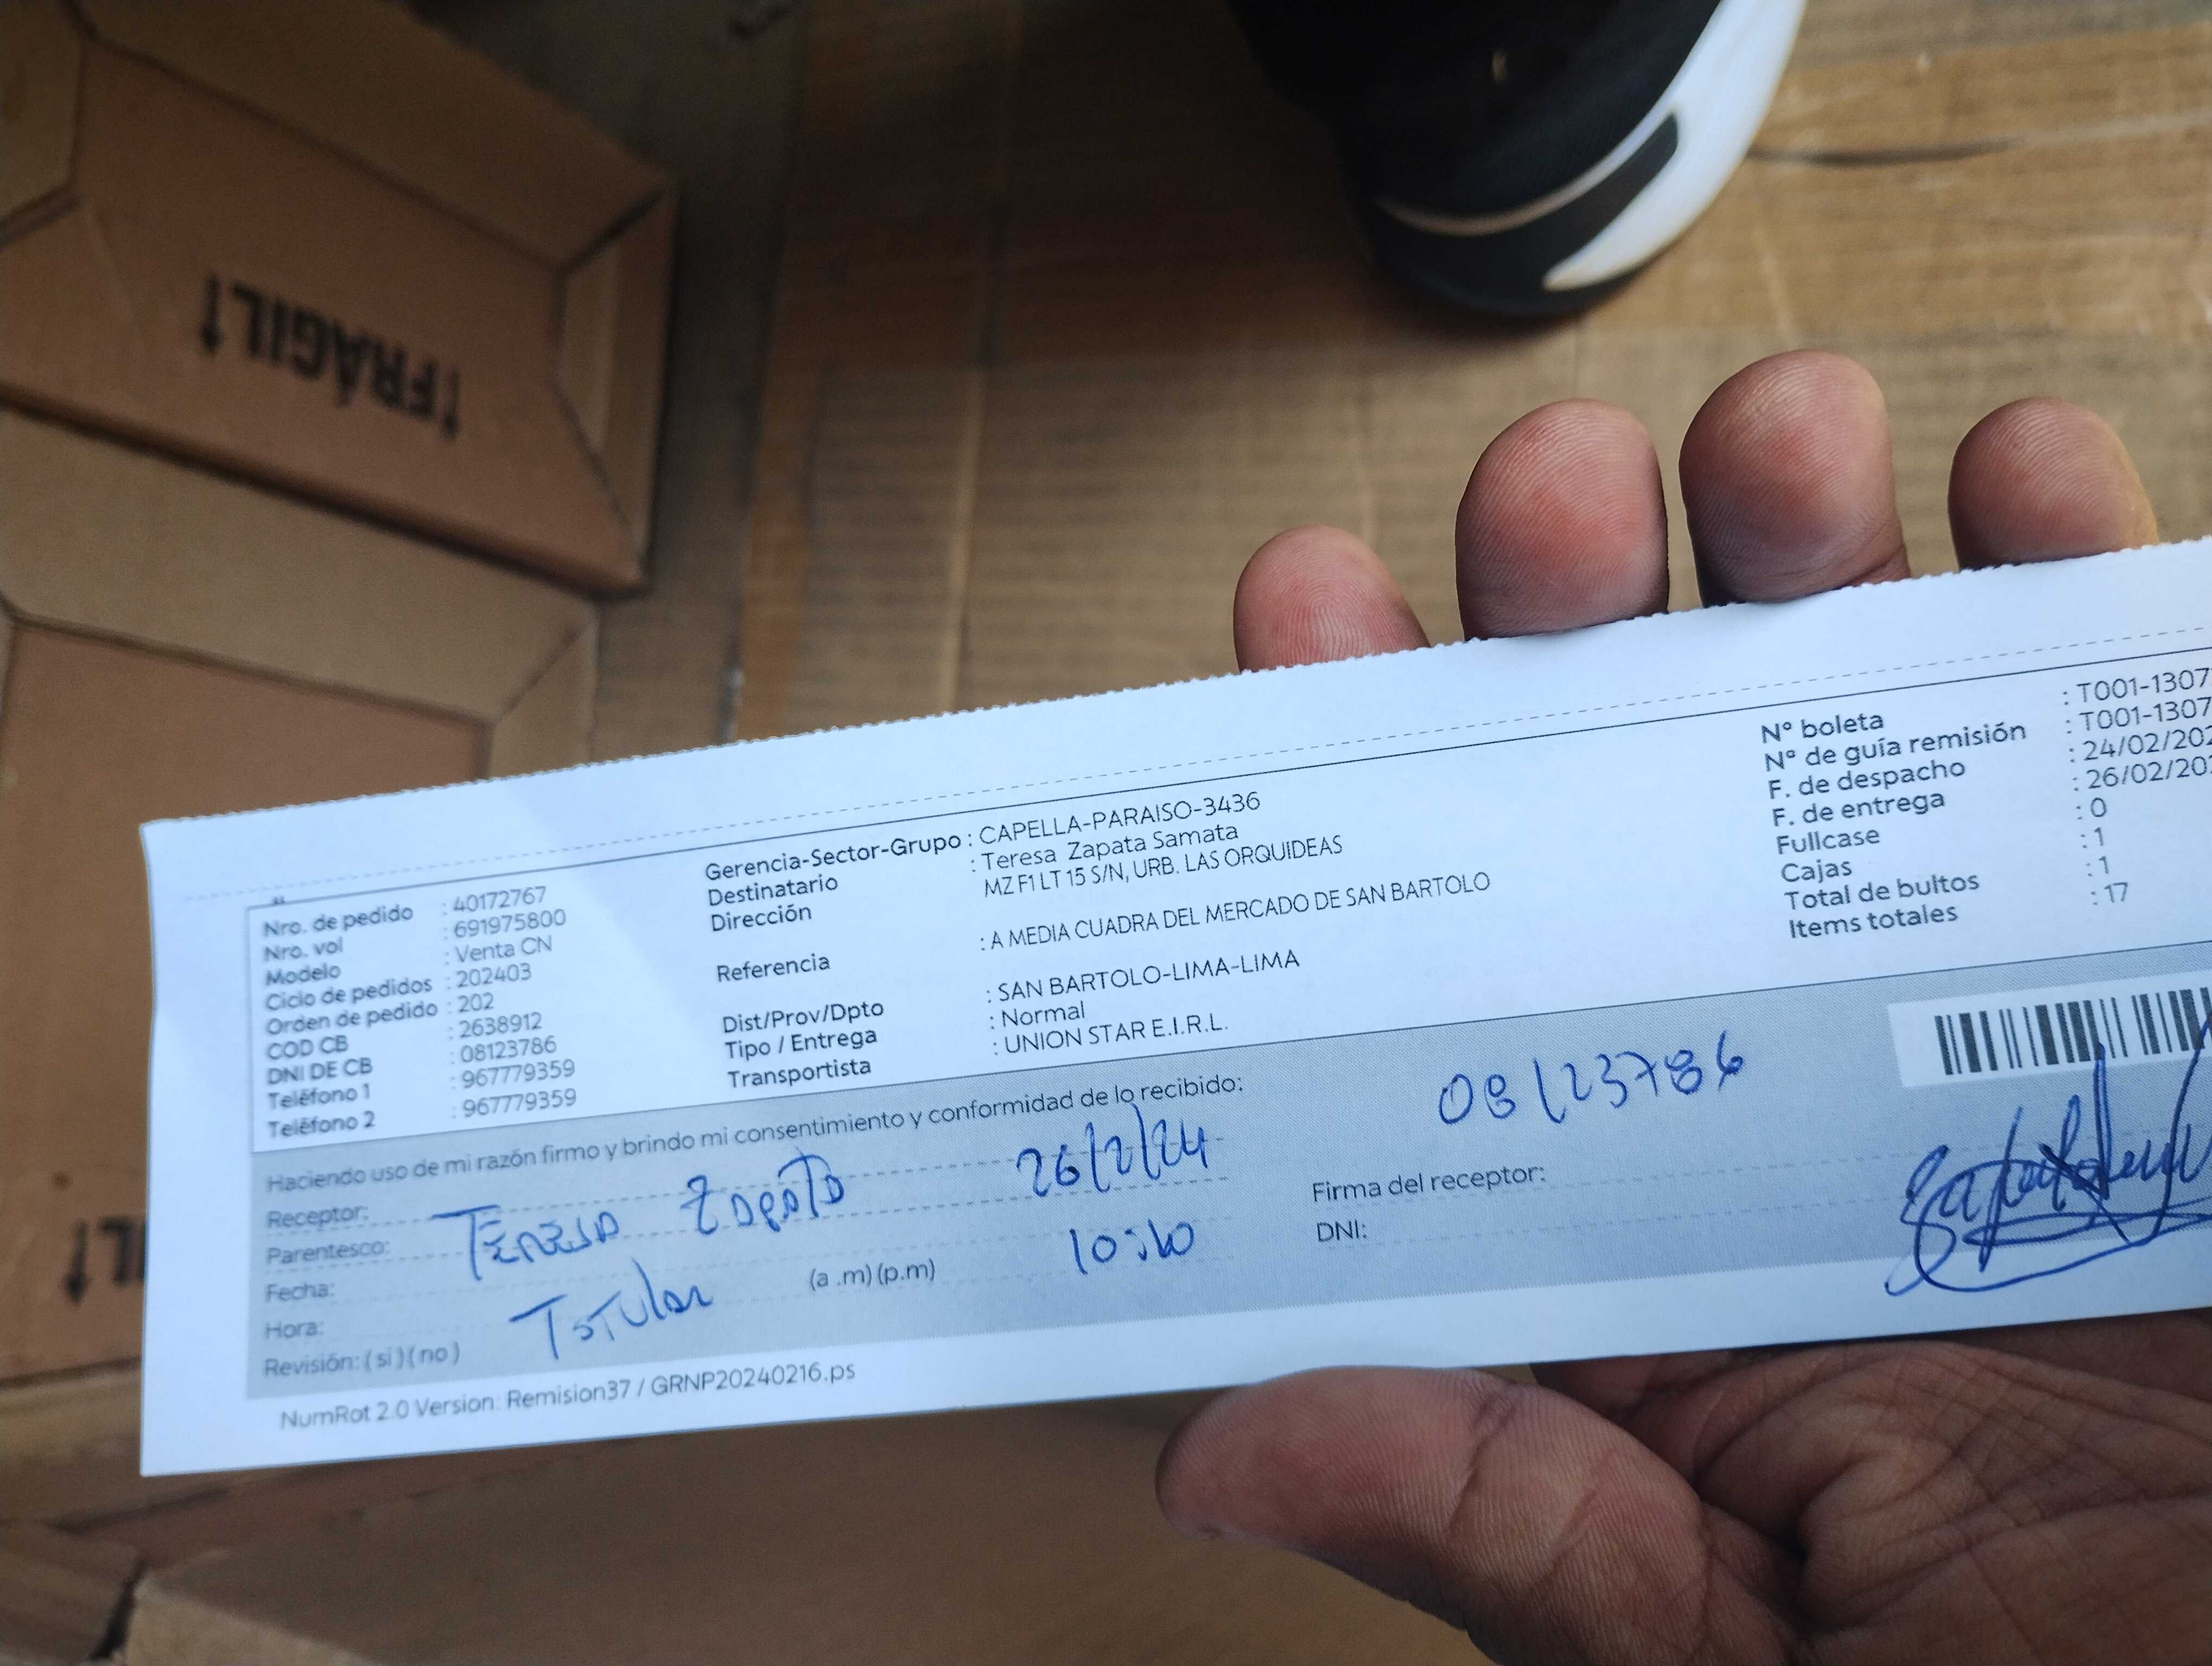 ¡FRÁGIL!
Nro. de pedido : 40172767
Nro. vol : 691975800
Modelo : Venta CN
Ciclo de pedidos : 202403
Orden de pedido : 202
COD CB : 2638912
DNI DE CB : 08123786
Teléfono 1 : 967779359
Teléfono 2 : 967779359
Gerencia-Sector-Grupo : CAPELLA-PARAISO-3436
Destinatario : Teresa Zapata Samata
Dirección MZ F1 LT 15 S/N, URB. LAS ORQUIDEAS
Referencia : A MEDIA CUADRA DEL MERCADO DE SAN BARTOLO
Dist/Prov/Dpto : SAN BARTOLO-LIMA-LIMA
Tipo / Entrega : Normal
Transportista : UNION STAR E.I.R.L.
N° boleta : T001-1307
N° de guía remisión : T001-1307
F. de despacho : 24/02/202
F. de entrega : 26/02/202
Fullcase : 0
Cajas : 1
Total de bultos : 1
Items totales : 17
Haciendo uso de mi razón firmo y brindo mi consentimiento y conformidad de lo recibido:
08123786
Receptor: Teresa Zapata 26/2/24
Parentesco:
Fecha: Titular (a .m) (p.m) 10:10
Hora:
Revisión: ( si ) ( no )
Firma del receptor:
DNI:
NumRot 2.0 Version: Remision37 / GRNP20240216.ps